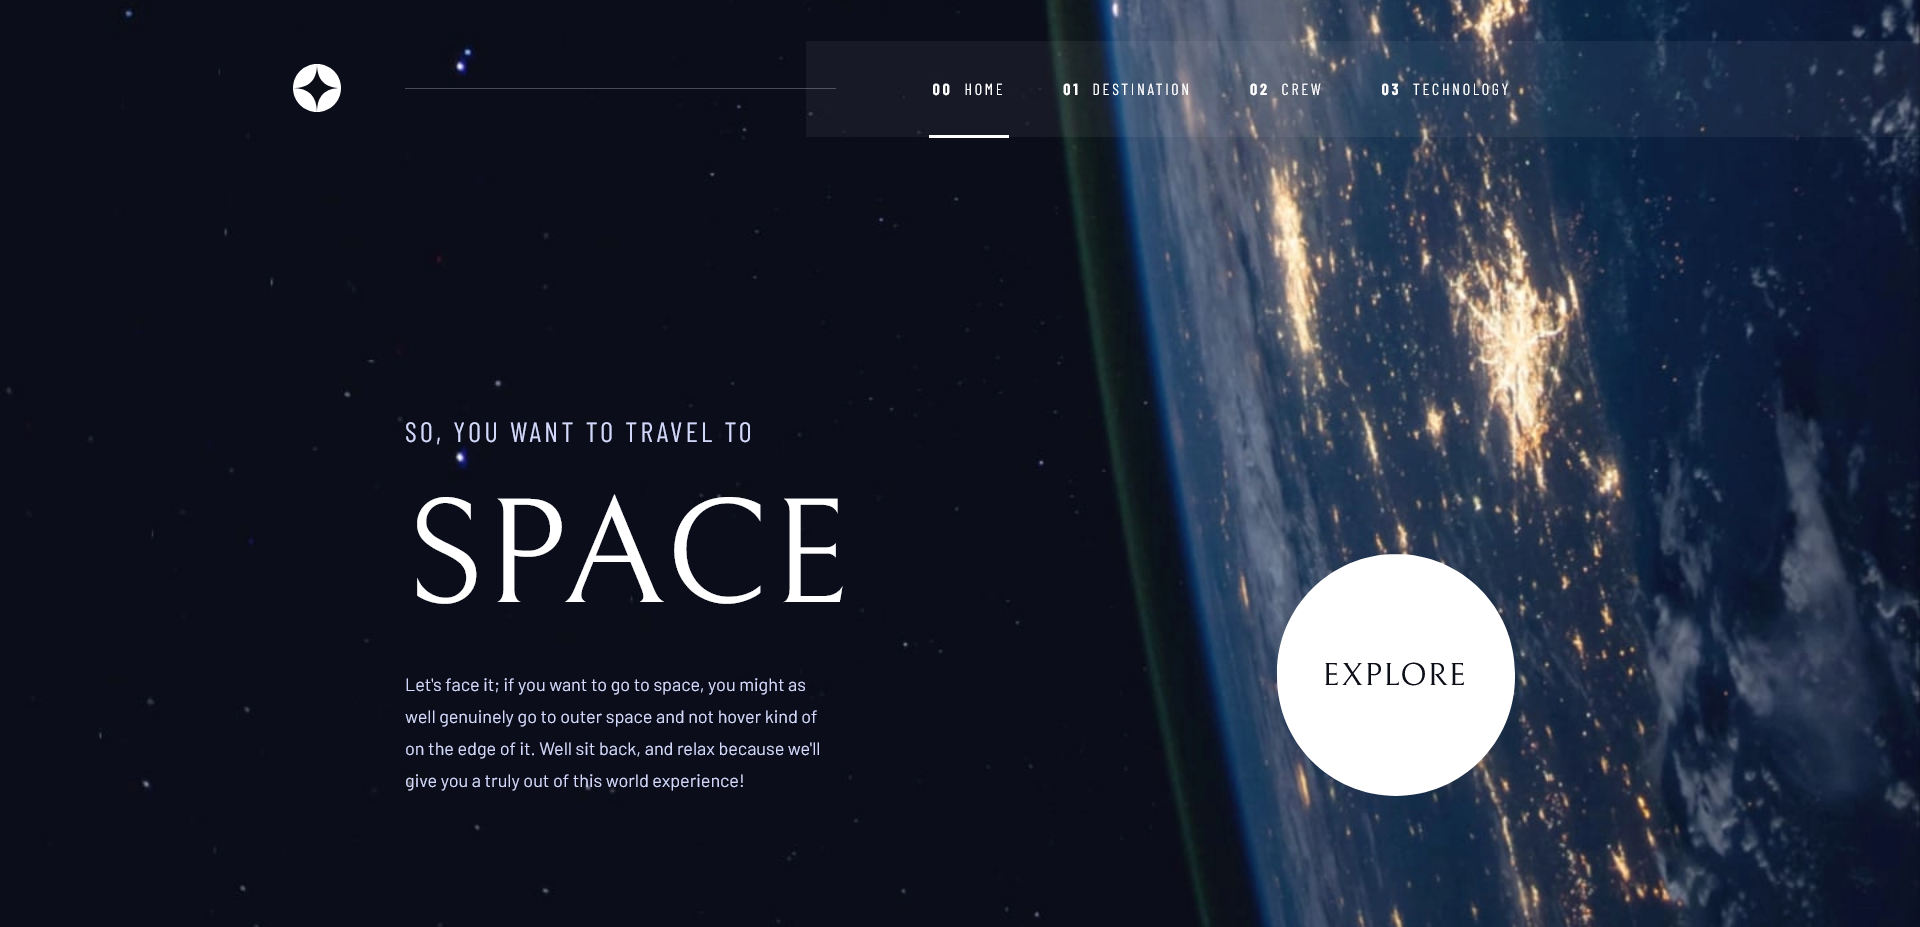 00 HOME 01 DESTINATION 02 CREW 03 TECHNOLOGY
SO, YOU WANT TO TRAVEL TO
SPACE
Let's face it; if you want to go to space, you might as
well genuinely go to outer space and not hover kind of
on the edge of it. Well sit back, and relax because we'll
give you a truly out of this world experience!
EXPLORE